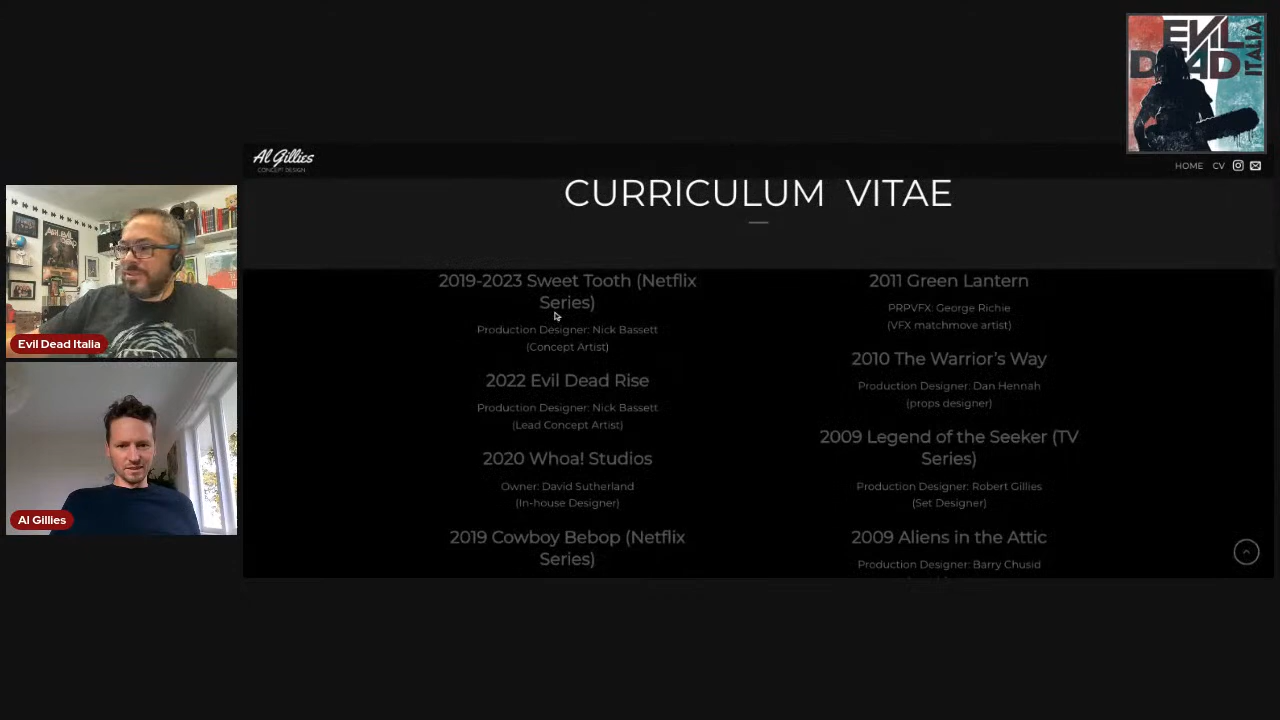 EVIL
DEAD
ITALIA
Al Gillies
CONCEPT DESIGN
HOME CV
CURRICULUM VITAE
2019-2023 Sweet Tooth (Netflix
Series)
Production Designer: Nick Bassett
(Concept Artist)
2022 Evil Dead Rise
Production Designer: Nick Bassett
(Lead Concept Artist)
2020 Whoa! Studios
Owner: David Sutherland
(In-house Designer)
2019 Cowboy Bebop (Netflix
Series)
2011 Green Lantern
PRPVFX: George Richie
(VFX matchmove artist)
2010 The Warrior's Way
Production Designer: Dan Hennah
(props designer)
2009 Legend of the Seeker (TV
Series)
Production Designer: Robert Gillies
(Set Designer)
2009 Aliens in the Attic
Production Designer: Barry Chusid
Evil Dead Italia
Al Gillies